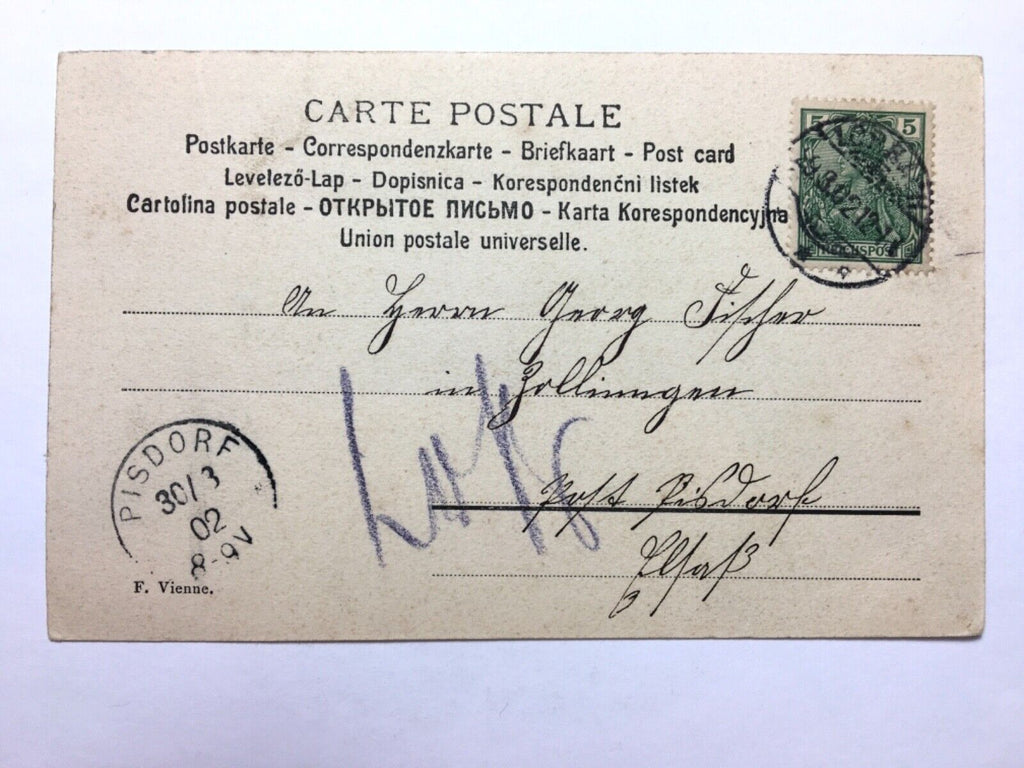 CARTE POSTALE
Postkarte - Correspondenzkarte - Briefkaart - Post card
Levelező-Lap - Dopisnica - Korespondenčni listek
Cartolina postale - ОТКРЫТОЕ ПИСЬМО - Karta Korespondencyjna
Union postale universelle.
5 5
REICHSPOST
An Herrn Georg Fischer
in Zollingen
Post Pisdorf
Elsaß
PISDORF
30/3
02
8-9V
F. Vienne.